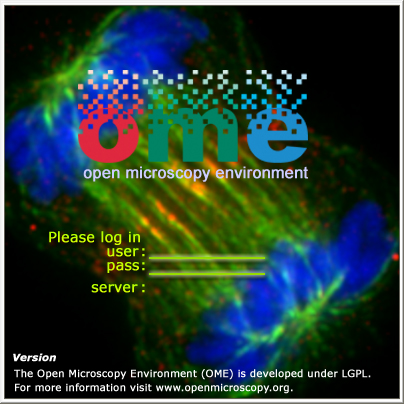 ome
open microscopy environment
Please log in
user:
pass:
server:
Version
The Open Microscopy Environment (OME) is developed under LGPL.
For more information visit www.openmicroscopy.org.